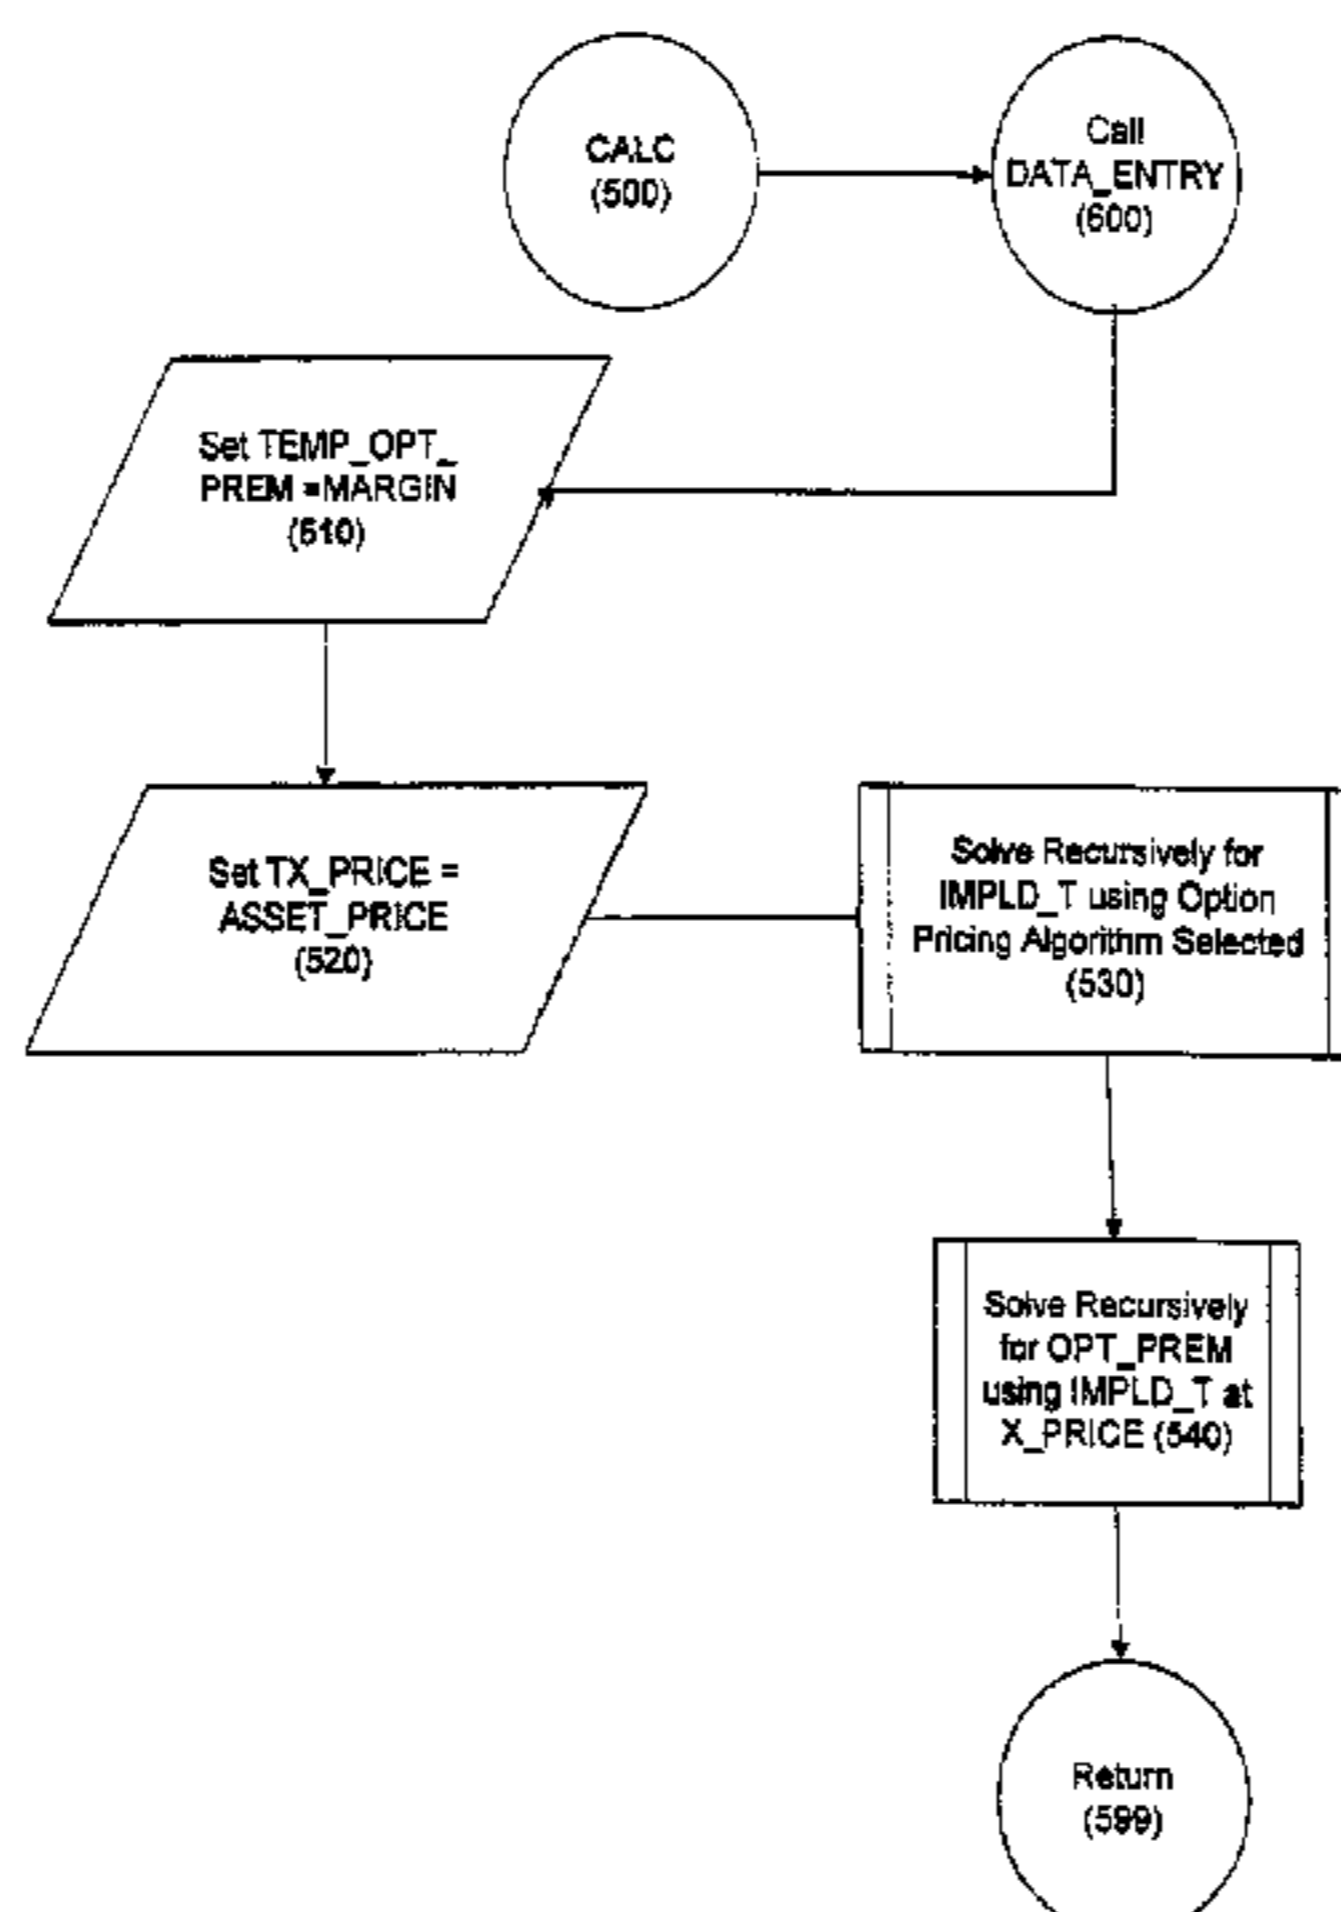 CALC
(500)
Call
DATA_ENTRY
(600)
Set TEMP_OPT_
PREM =MARGIN
(510)
Set TX_PRICE =
ASSET_PRICE
(520)
Solve Recursively for
IMPLD_T using Option
Pricing Algorithm Selected
(530)
Solve Recursively
for OPT_PREM
using IMPLD_T at
X_PRICE (540)
Return
(599)